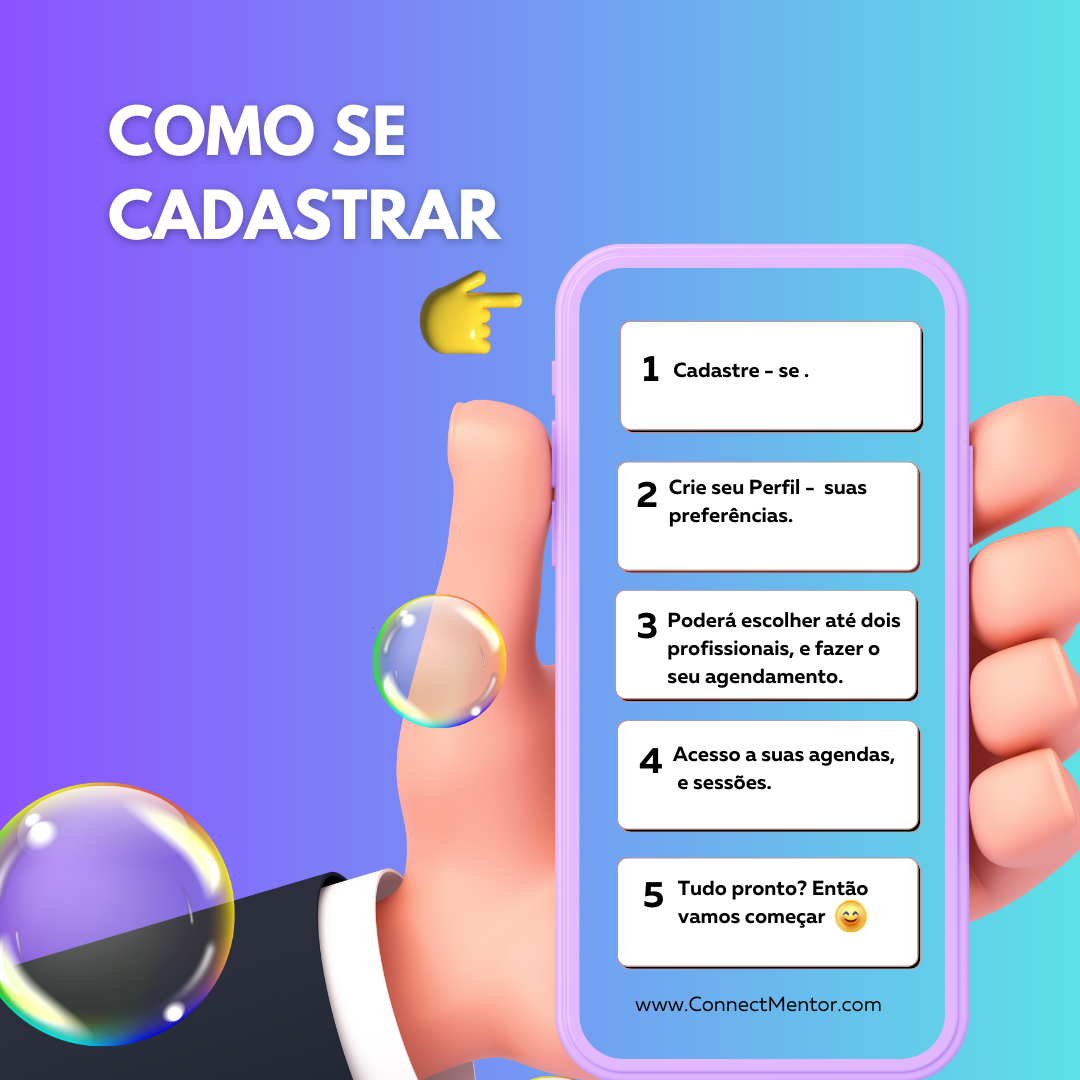 COMO SE
CADASTRAR
1 Cadastre - se .
2 Crie seu Perfil -  suas
preferências.
3 Poderá escolher até dois
profissionais, e fazer o
seu agendamento.
4 Acesso a suas agendas,
e sessões.
5 Tudo pronto? Então
vamos começar 😊
www.ConnectMentor.com